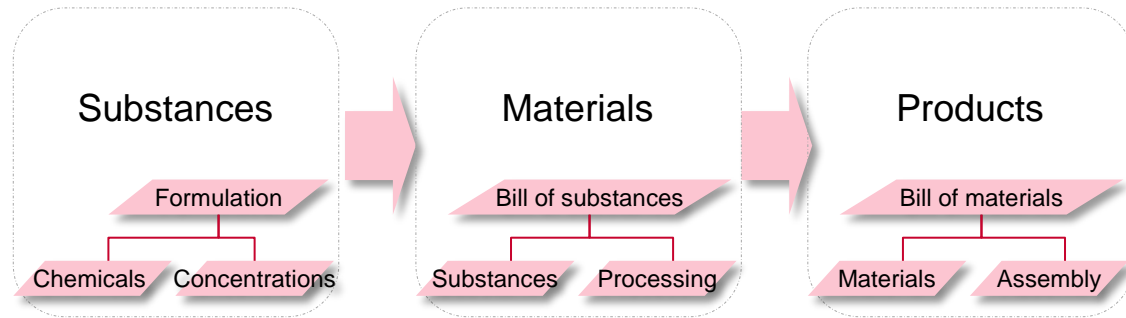 Substances
Formulation
Chemicals
Concentrations
Materials
Bill of substances
Substances
Processing
Products
Bill of materials
Materials
Assembly